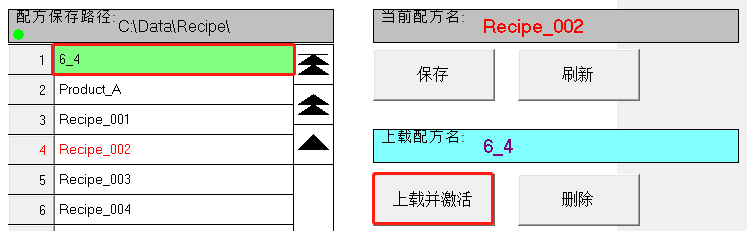 配方保存路径: C:\Data\Recipe\
1 6_4
2 Product_A
3 Recipe_001
4 Recipe_002
5 Recipe_003
6 Recipe_004
当前配方名: Recipe_002
保存 刷新
上载配方名: 6_4
上载并激活 删除